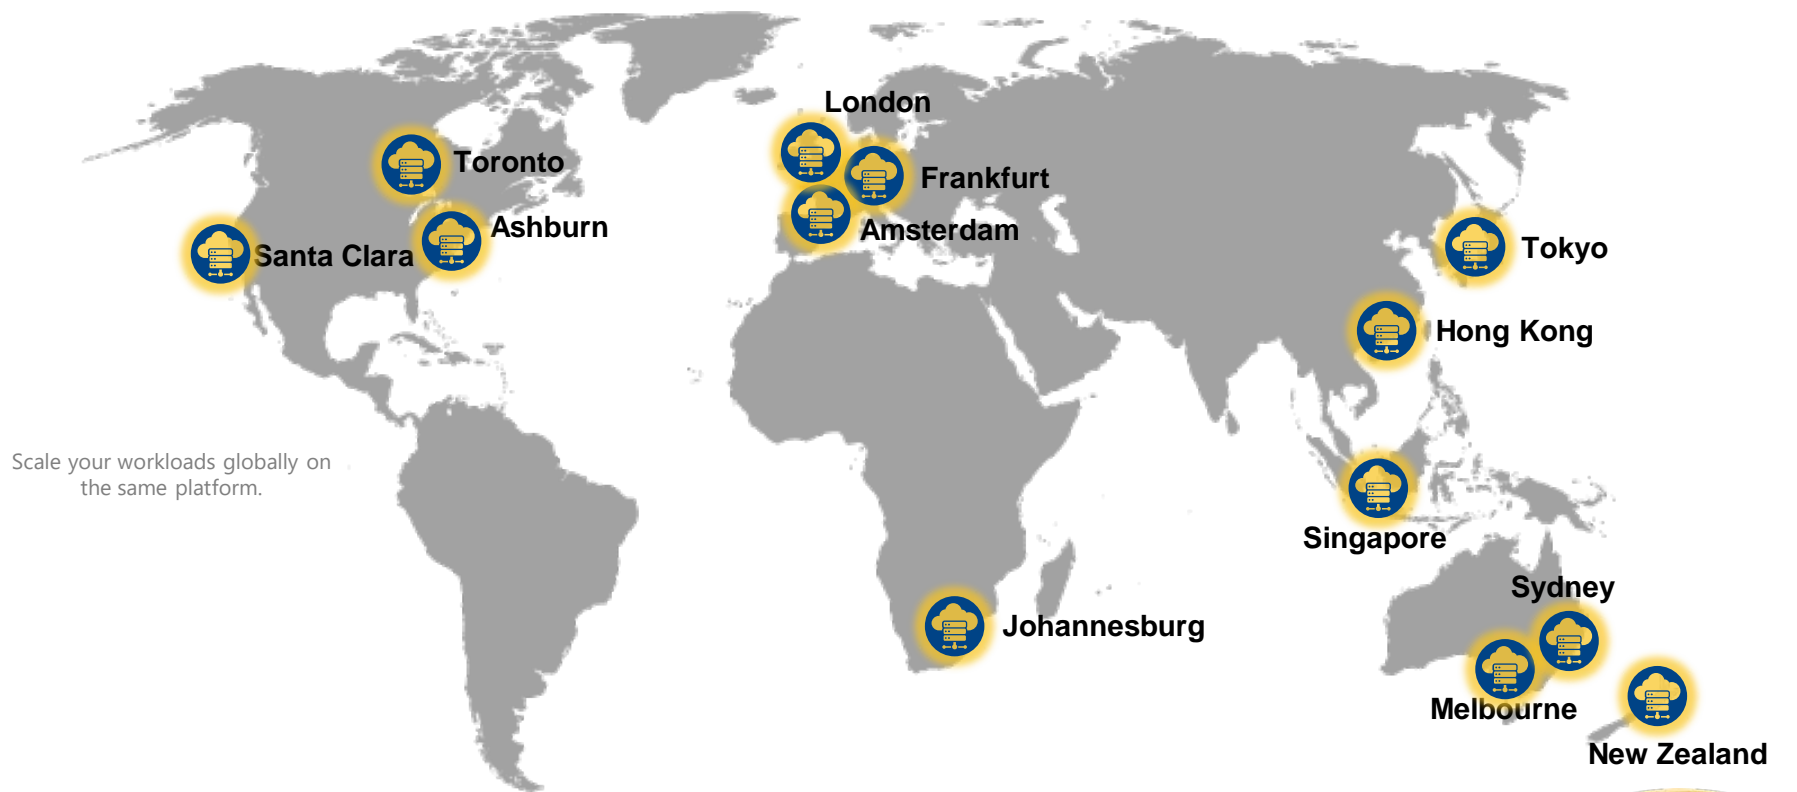 London
Toronto
Frankfurt
Ashburn
Amsterdam
Santa Clara
Tokyo
Hong Kong
Scale your workloads globally on
the same platform.
Singapore
Sydney
Johannesburg
Melbourne
New Zealand